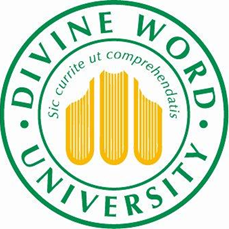 DIVINE WORD
Sic currite ut comprehendatis
UNIVERSITY